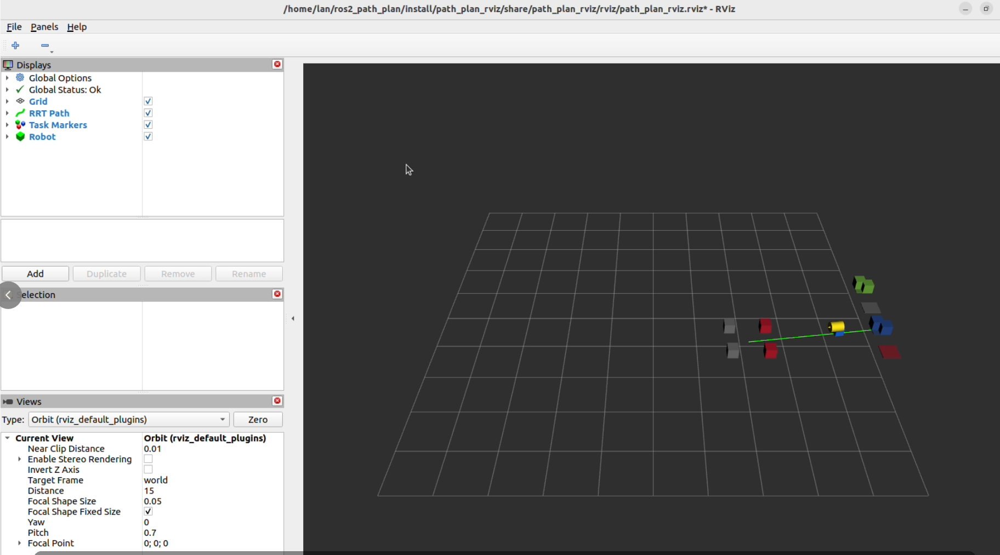 /home/lan/ros2_path_plan/install/path_plan_rviz/share/path_plan_rviz/rviz/path_plan_rviz.rviz* - RViz
File Panels Help
Displays
Global Options
Global Status: Ok
Grid
RRT Path
Task Markers
Robot
Add Duplicate Remove Rename
election
Views
Type: Orbit (rviz_default_plugins) Zero
Current View Orbit (rviz_default_plugins)
Near Clip Distance 0.01
Enable Stereo Rendering
Invert Z Axis
Target Frame world
Distance 15
Focal Shape Size 0.05
Focal Shape Fixed Size
Yaw 0
Pitch 0.7
Focal Point 0; 0; 0